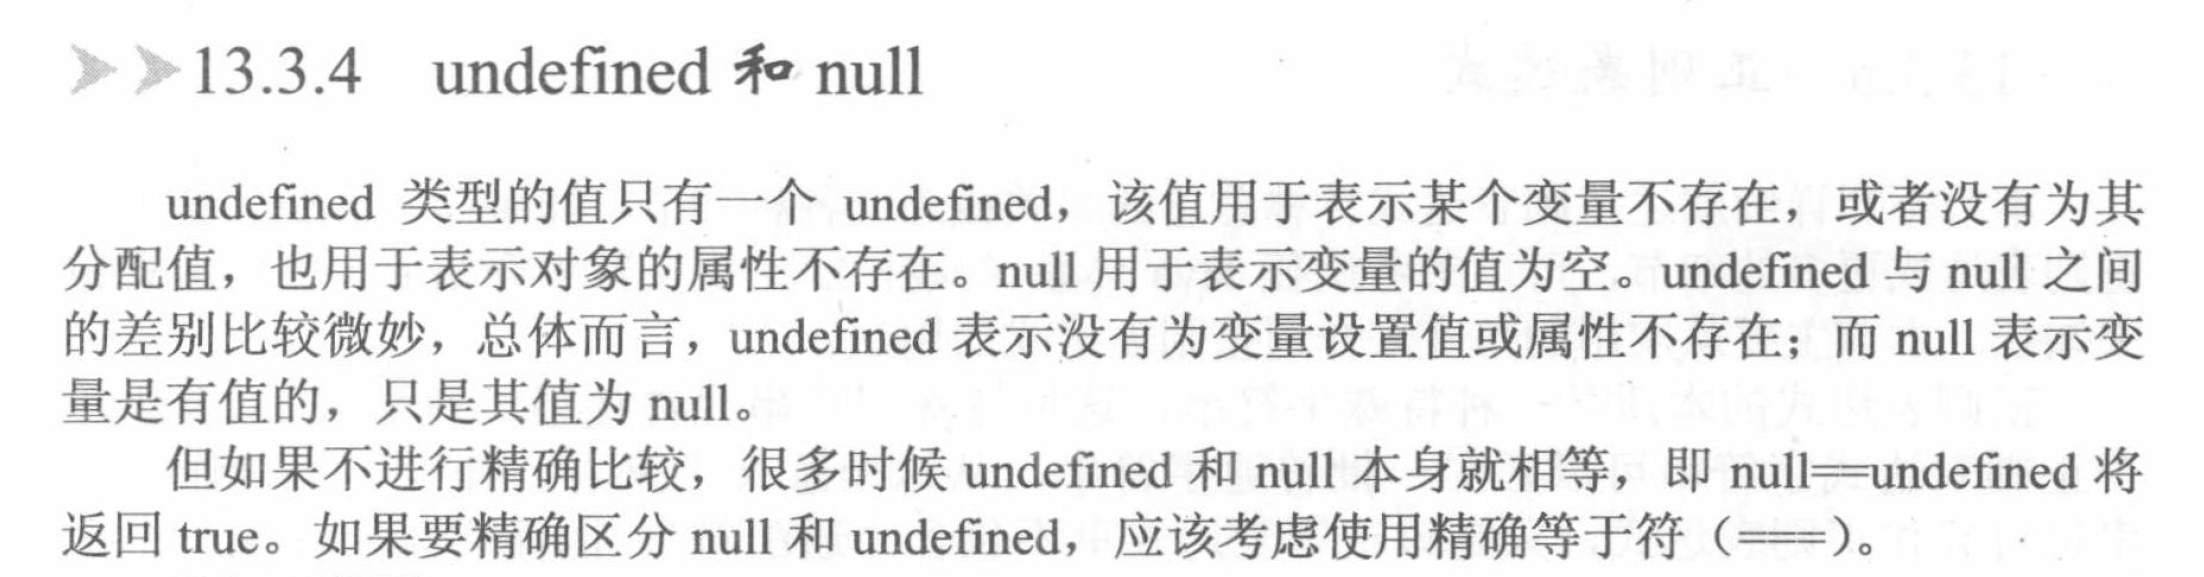 13.3.4 undefined 和 null
undefined 类型的值只有一个 undefined，该值用于表示某个变量不存在，或者没有为其
分配值，也用于表示对象的属性不存在。null 用于表示变量的值为空。undefined 与 null 之间
的差别比较微妙，总体而言，undefined 表示没有为变量设置值或属性不存在；而 null 表示变
量是有值的，只是其值为 null。
但如果不进行精确比较，很多时候 undefined 和 null 本身就相等，即 null==undefined 将
返回 true。如果要精确区分 null 和 undefined，应该考虑使用精确等于符（===）。